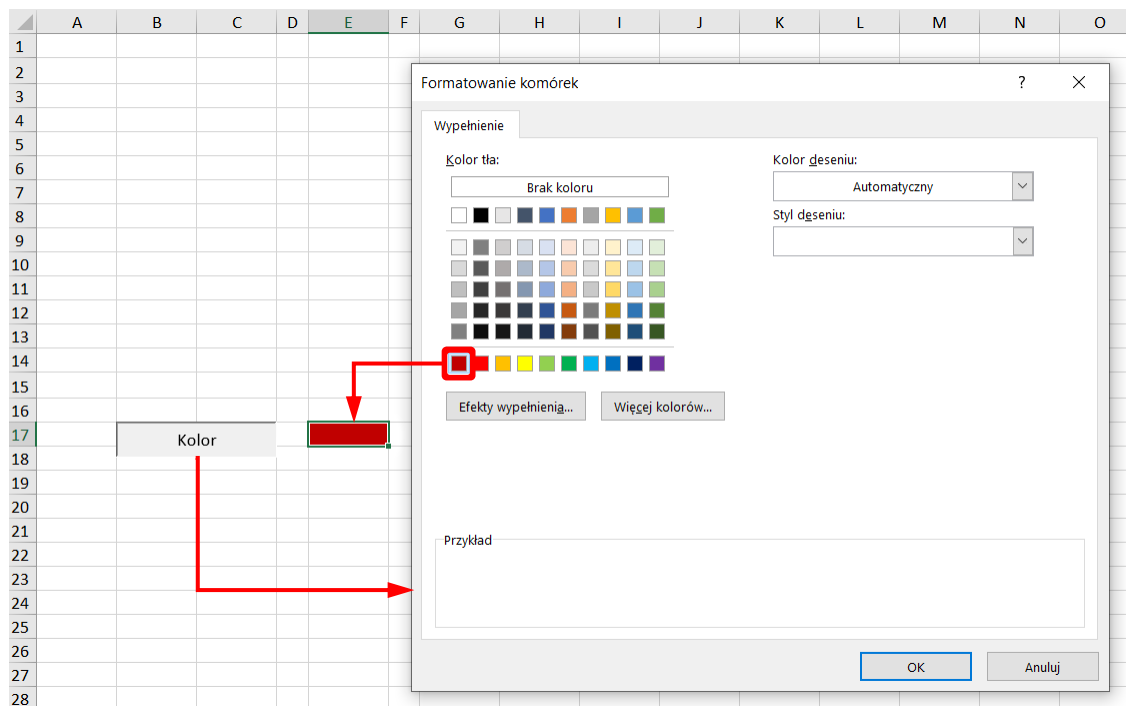 A B C D E F G H I J K L M N O
1
2
Formatowanie komórek ?
3
4
Wypełnienie
5
6
Kolor tła: Kolor deseniu:
7
Brak koloru Automatyczny
8
Styl deseniu:
9
10
11
12
13
14
15
16
Efekty wypełnienia... Więcej kolorów...
17
Kolor
18
19
20
21
Przykład
22
23
24
25
26
27
OK Anuluj
28